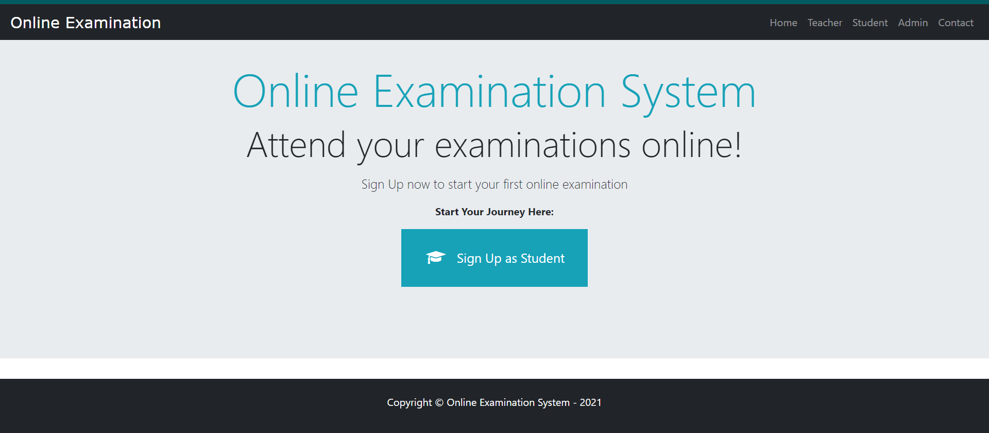 Online Examination
Home Teacher Student Admin Contact
Online Examination System
Attend your examinations online!
Sign Up now to start your first online examination
Start Your Journey Here:
Sign Up as Student
Copyright © Online Examination System - 2021